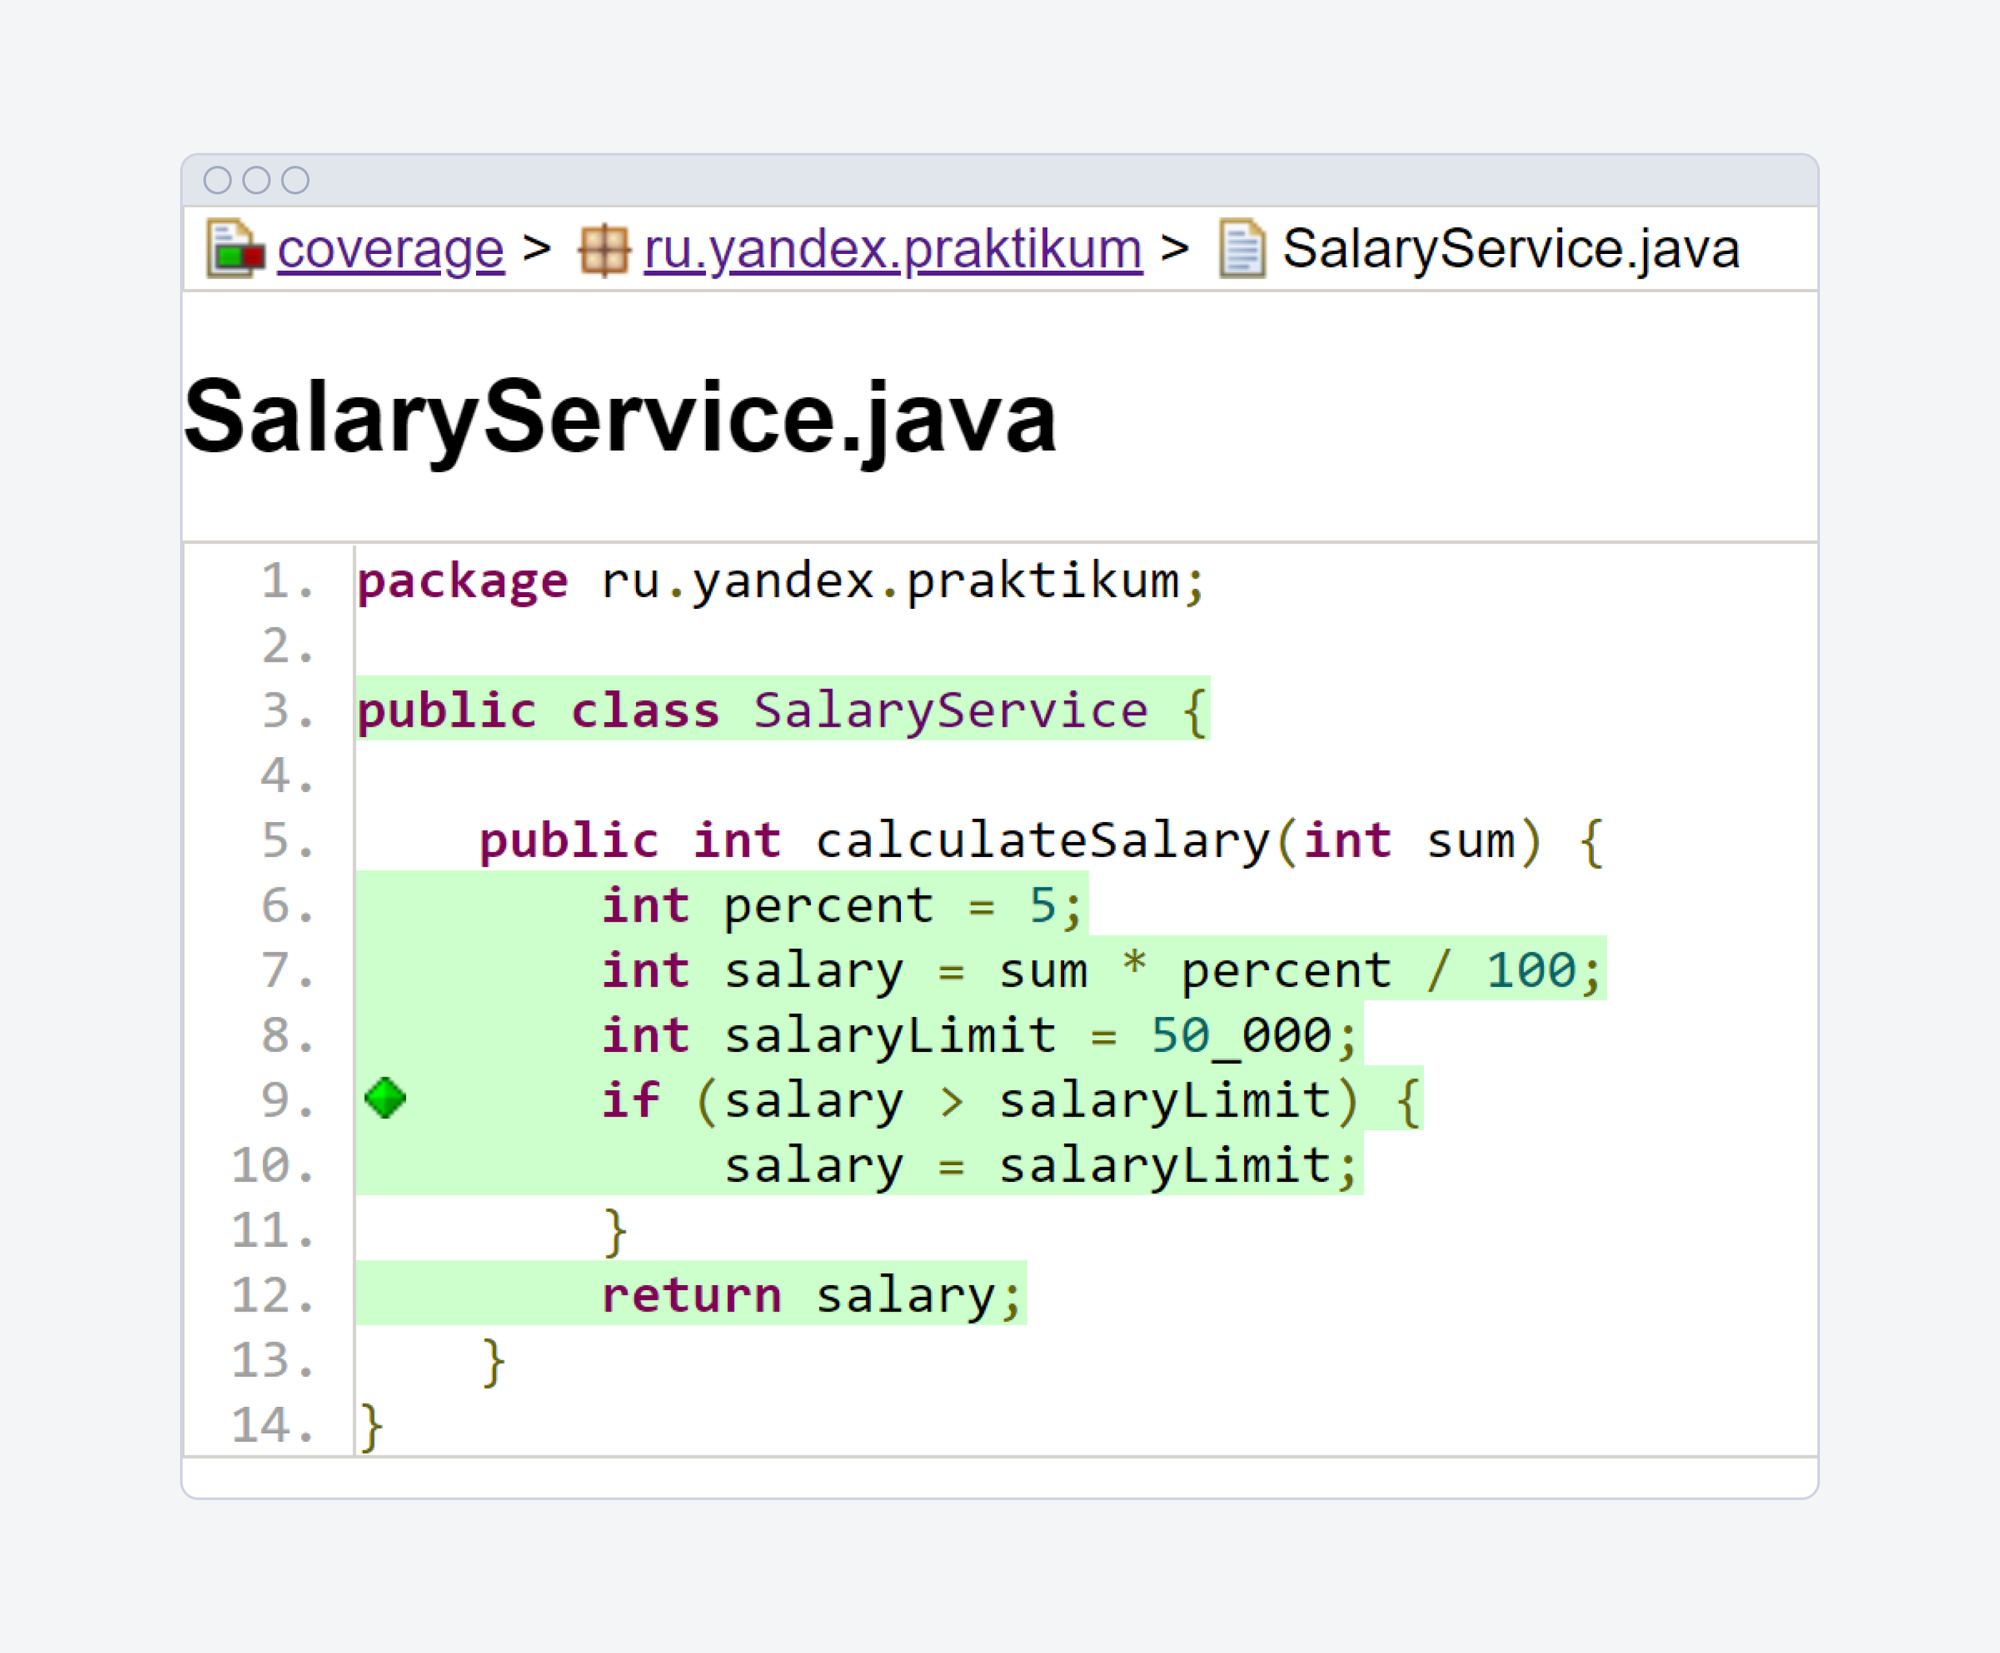 coverage > ru.yandex.praktikum > SalaryService.java
SalaryService.java
1. package ru.yandex.praktikum;
2.
3. public class SalaryService {
4.
5.     public int calculateSalary(int sum) {
6.         int percent = 5;
7.         int salary = sum * percent / 100;
8.         int salaryLimit = 50_000;
9.         if (salary > salaryLimit) {
10.             salary = salaryLimit;
11.         }
12.         return salary;
13.     }
14. }